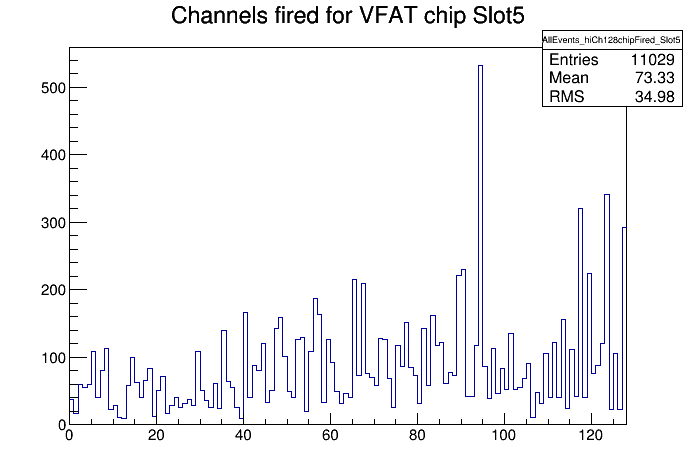 Channels fired for VFAT chip Slot5
AllEvents_hiCh128chipFired_Slot5
Entries 11029
Mean 73.33
RMS 34.98
500
400
300
200
100
0
0 20 40 60 80 100 120